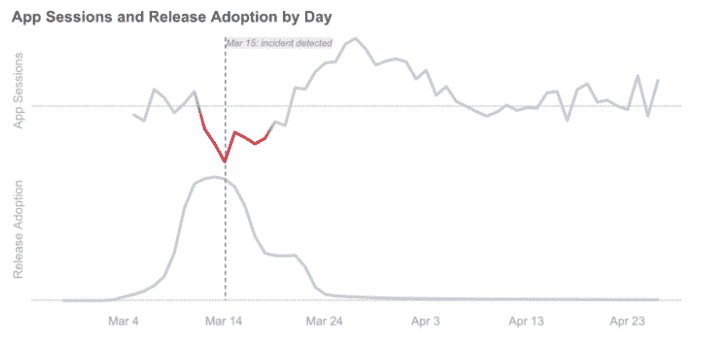 App Sessions and Release Adoption by Day
Mar 15: incident detected
App Sessions
Release Adoption
Mar 4
Mar 14
Mar 24
Apr 3
Apr 13
Apr 23